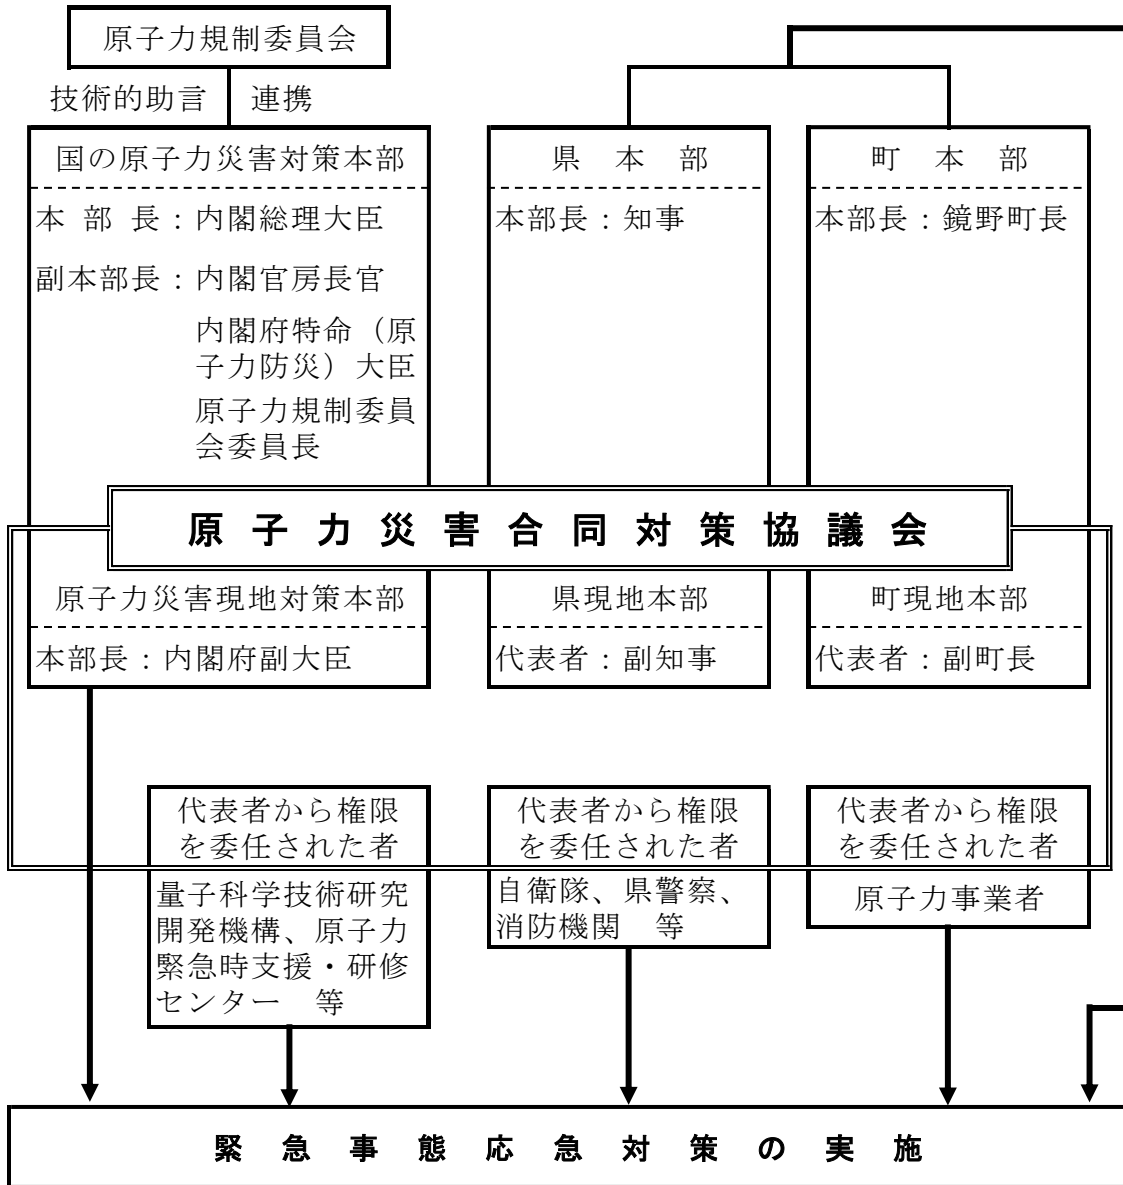 原子力規制委員会
技術的助言 連携
国の原子力災害対策本部
本部長：内閣総理大臣
副本部長：内閣官房長官
内閣府特命（原
子力防災）大臣
原子力規制委員
会委員長
県本部
本部長：知事
町本部
本部長：鏡野町長
原子力災害合同対策協議会
原子力災害現地対策本部
本部長：内閣府副大臣
県現地本部
代表者：副知事
町現地本部
代表者：副町長
代表者から権限
を委任された者
量子科学技術研究
開発機構、原子力
緊急時支援・研修
センター　等
代表者から権限
を委任された者
自衛隊、県警察、
消防機関　等
代表者から権限
を委任された者
原子力事業者
緊急事態応急対策の実施